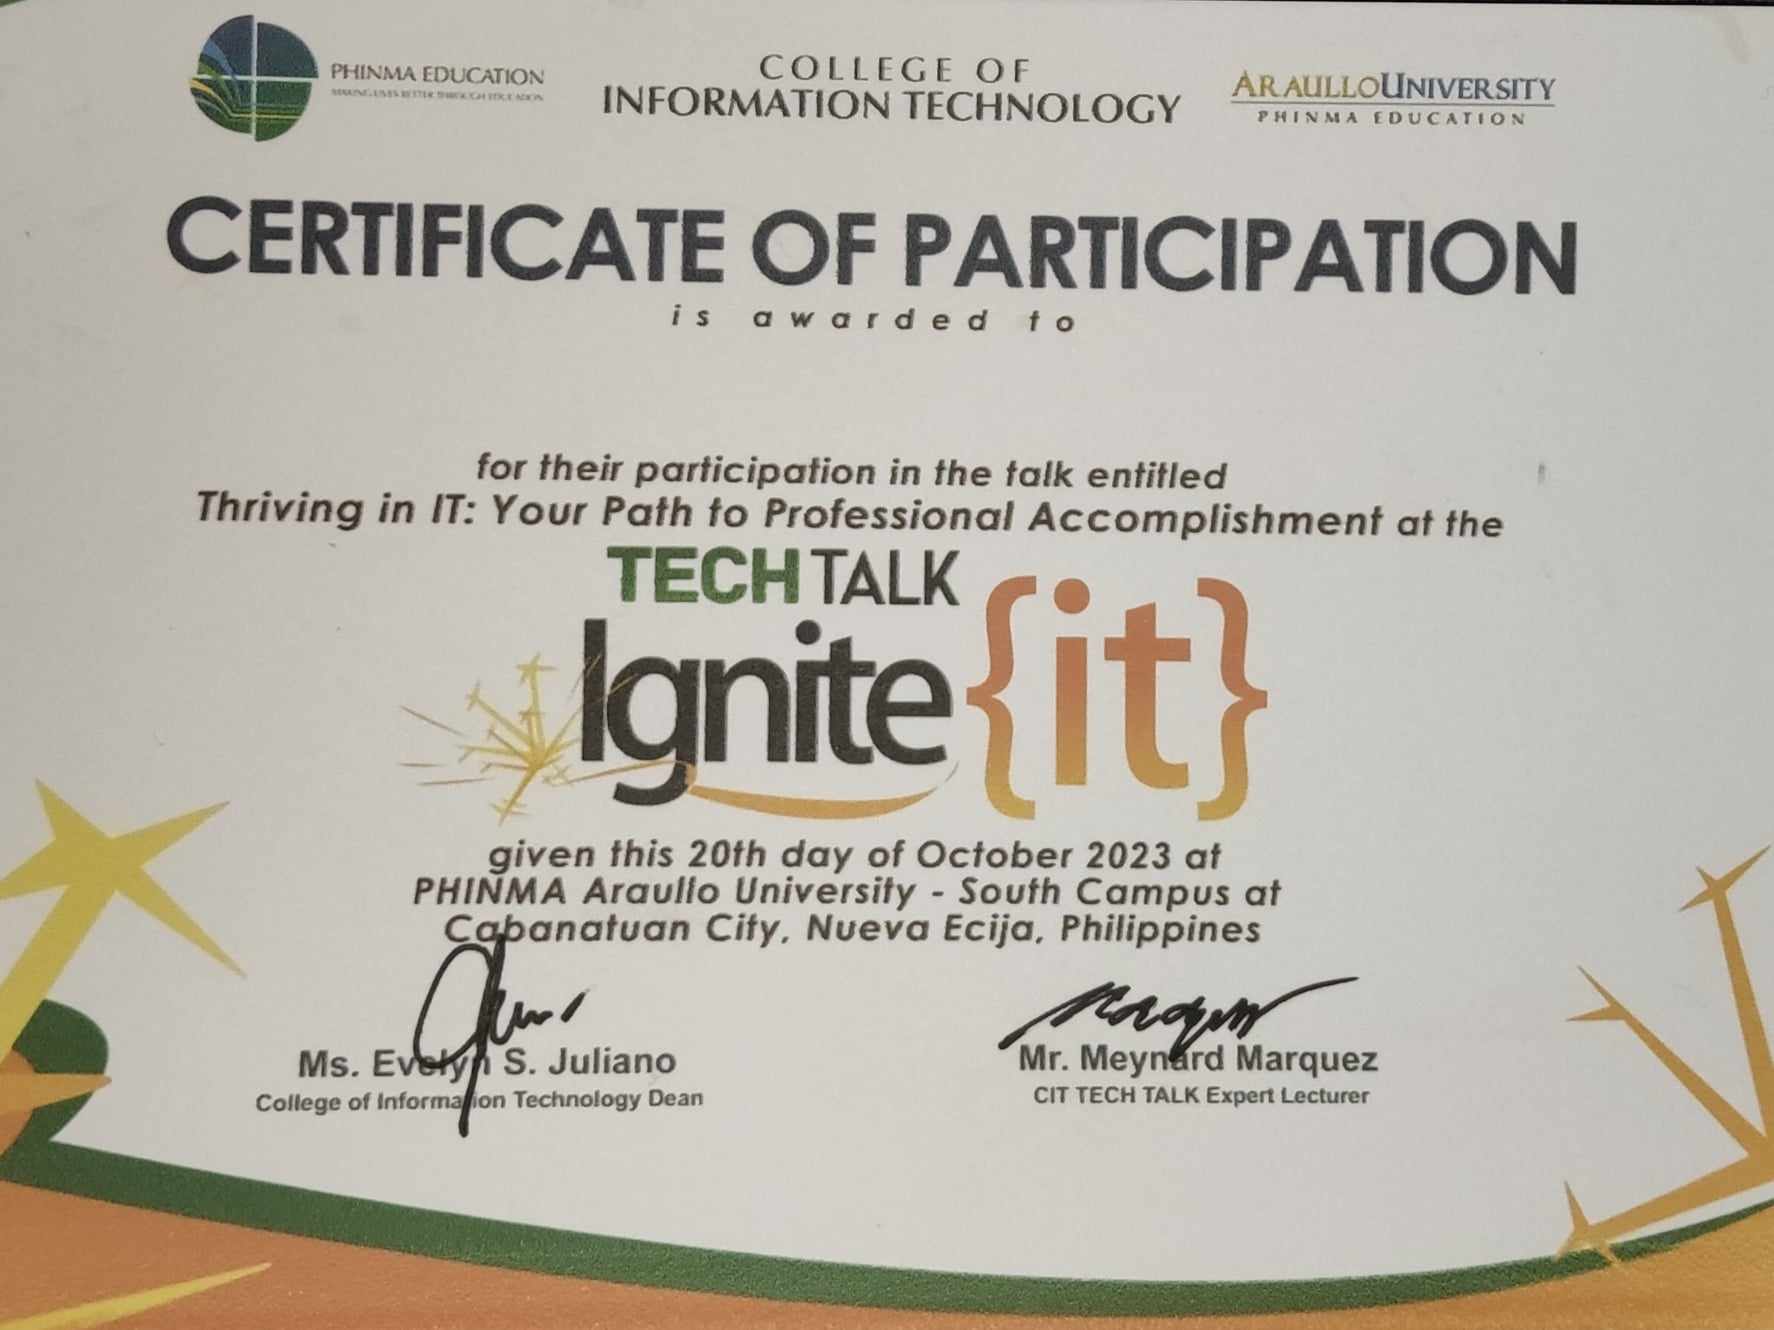 PHINMA EDUCATION
MAKING LIVES BETTER THROUGH EDUCATION
COLLEGE OF
INFORMATION TECHNOLOGY
ARAULLO UNIVERSITY
PHINMA EDUCATION
CERTIFICATE OF PARTICIPATION
is awarded to
for their participation in the talk entitled
Thriving in IT: Your Path to Professional Accomplishment at the
TECH TALK
Ignite {it}
given this 20th day of October 2023 at
PHINMA Araullo University - South Campus at
Cabanatuan City, Nueva Ecija, Philippines
Ms. Evelyn S. Juliano
College of Information Technology Dean
Marquez
Mr. Meynard Marquez
CIT TECH TALK Expert Lecturer